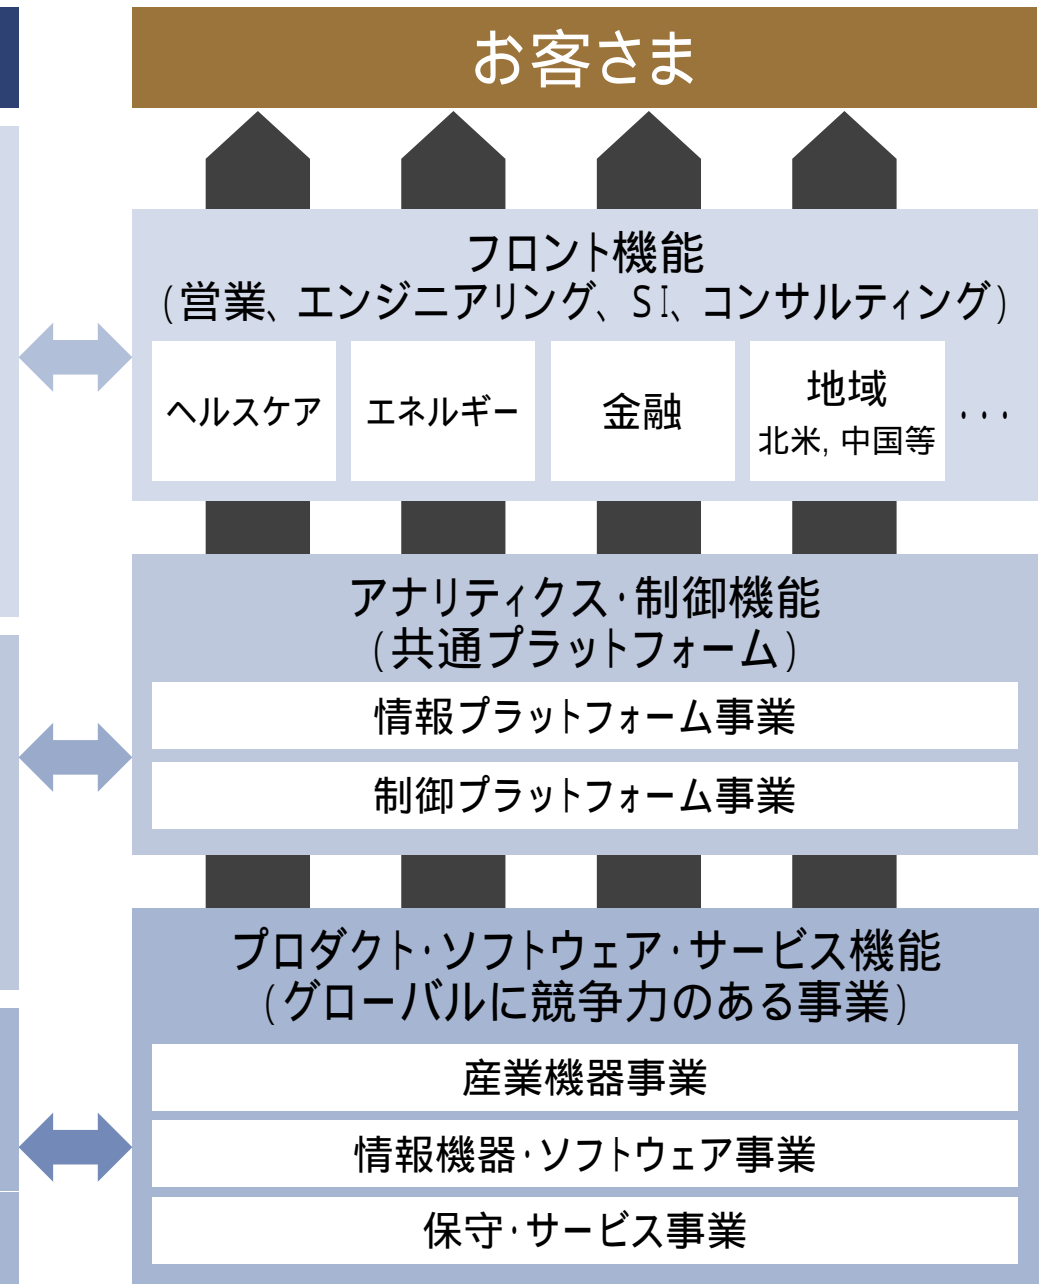 お客さま
フロント機能
(営業、エンジニアリング、SI、コンサルティング)
ヘルスケア
エネルギー
金融
地域
北米, 中国等
･･･
アナリティクス･制御機能
(共通プラットフォーム)
情報プラットフォーム事業
制御プラットフォーム事業
プロダクト･ソフトウェア･サービス機能
(グローバルに競争力のある事業)
産業機器事業
情報機器･ソフトウェア事業
保守･サービス事業